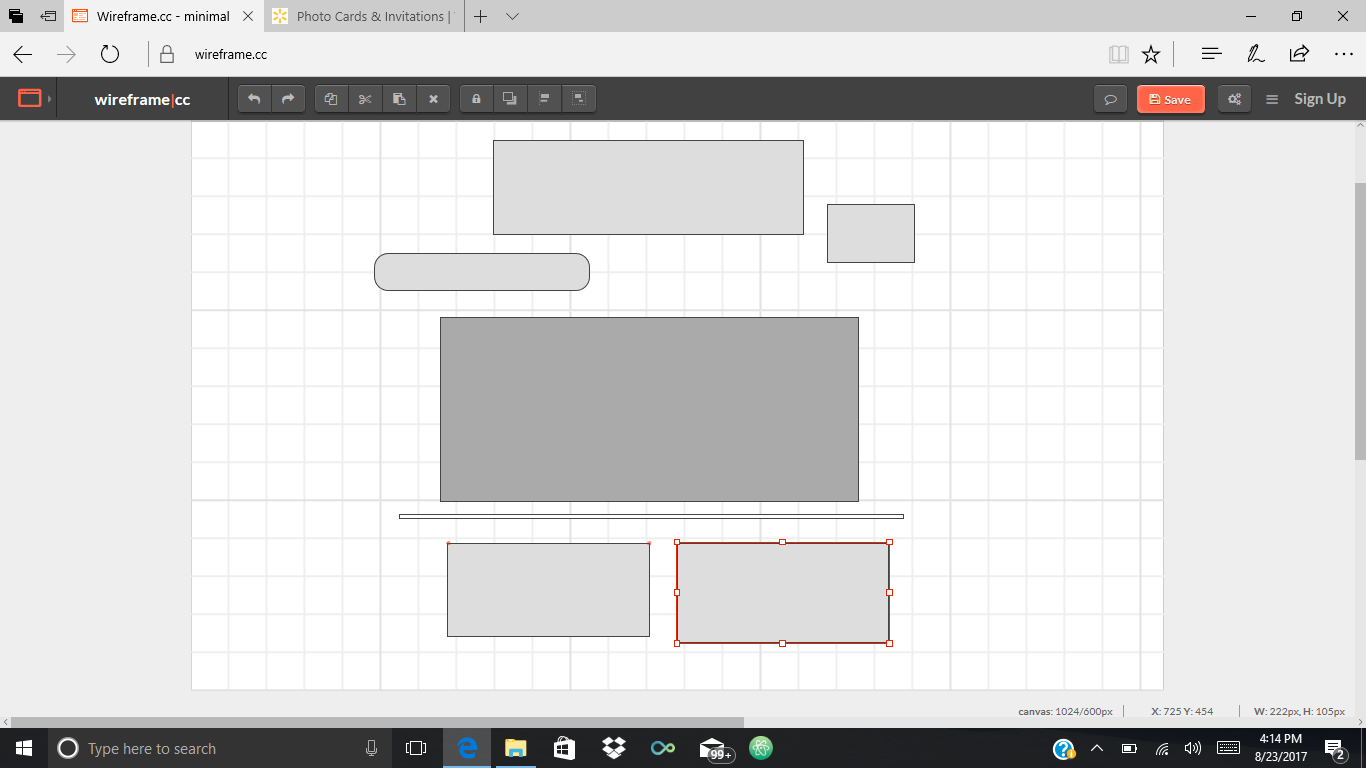 Wireframe.cc - minimal
Photo Cards & Invitations |
wireframe.cc
wireframe|cc
Save
Sign Up
canvas: 1024/600px
X: 725 Y: 454
W: 222px, H: 105px
Type here to search
99+
4:14 PM
8/23/2017
2